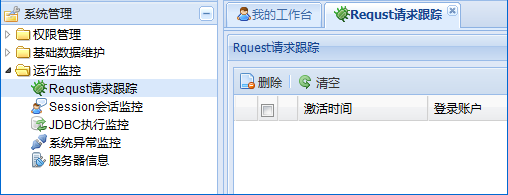 系统管理
权限管理
基础数据维护
运行监控
Requst请求跟踪
Session会话监控
JDBC执行监控
系统异常监控
服务器信息
我的工作台 Requst请求跟踪
Rquest请求跟踪
删除 清空
激活时间 登录账户